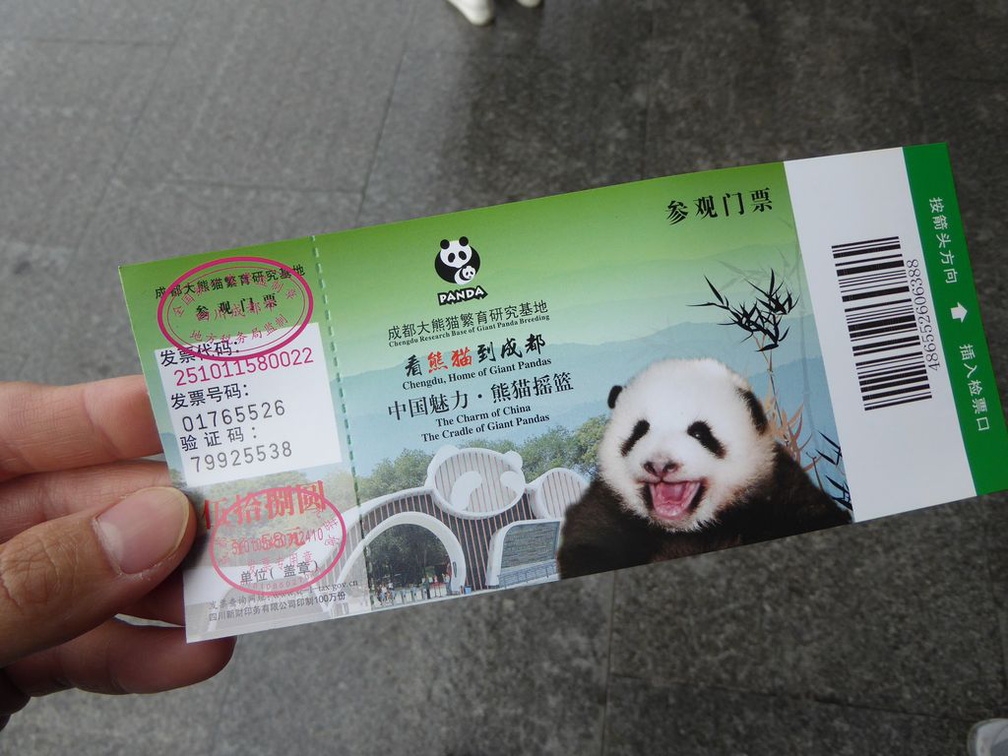 成都大熊猫繁育研究基地
参观门票
发票代码:
251011580022
发票号码:
01765526
验证码:
79925538
伍拾捌圆
58元
单位(盖章)
四川新财印务有限公司印制100万份
参观门票
PANDA
成都大熊猫繁育研究基地
Chengdu Research Base of Giant Panda Breeding
看熊猫到成都
Chengdu, Home of Giant Pandas
中国魅力·熊猫摇篮
The Charm of China
The Cradle of Giant Pandas
4865526206388
按箭头方向 插入检票口